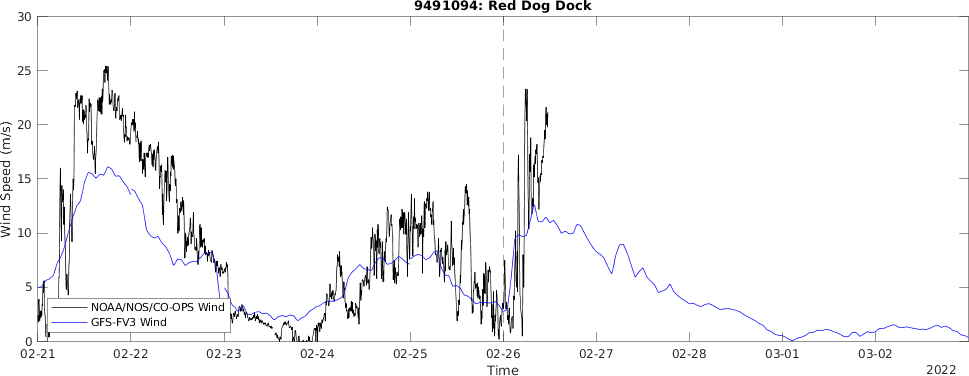 9491094: Red Dog Dock
30
25
20
15
10
5
0
Wind Speed (m/s)
NOAA/NOS/CO-OPS Wind
GFS-FV3 Wind
02-21 02-22 02-23 02-24 02-25 02-26 02-27 02-28 03-01 03-02
Time
2022